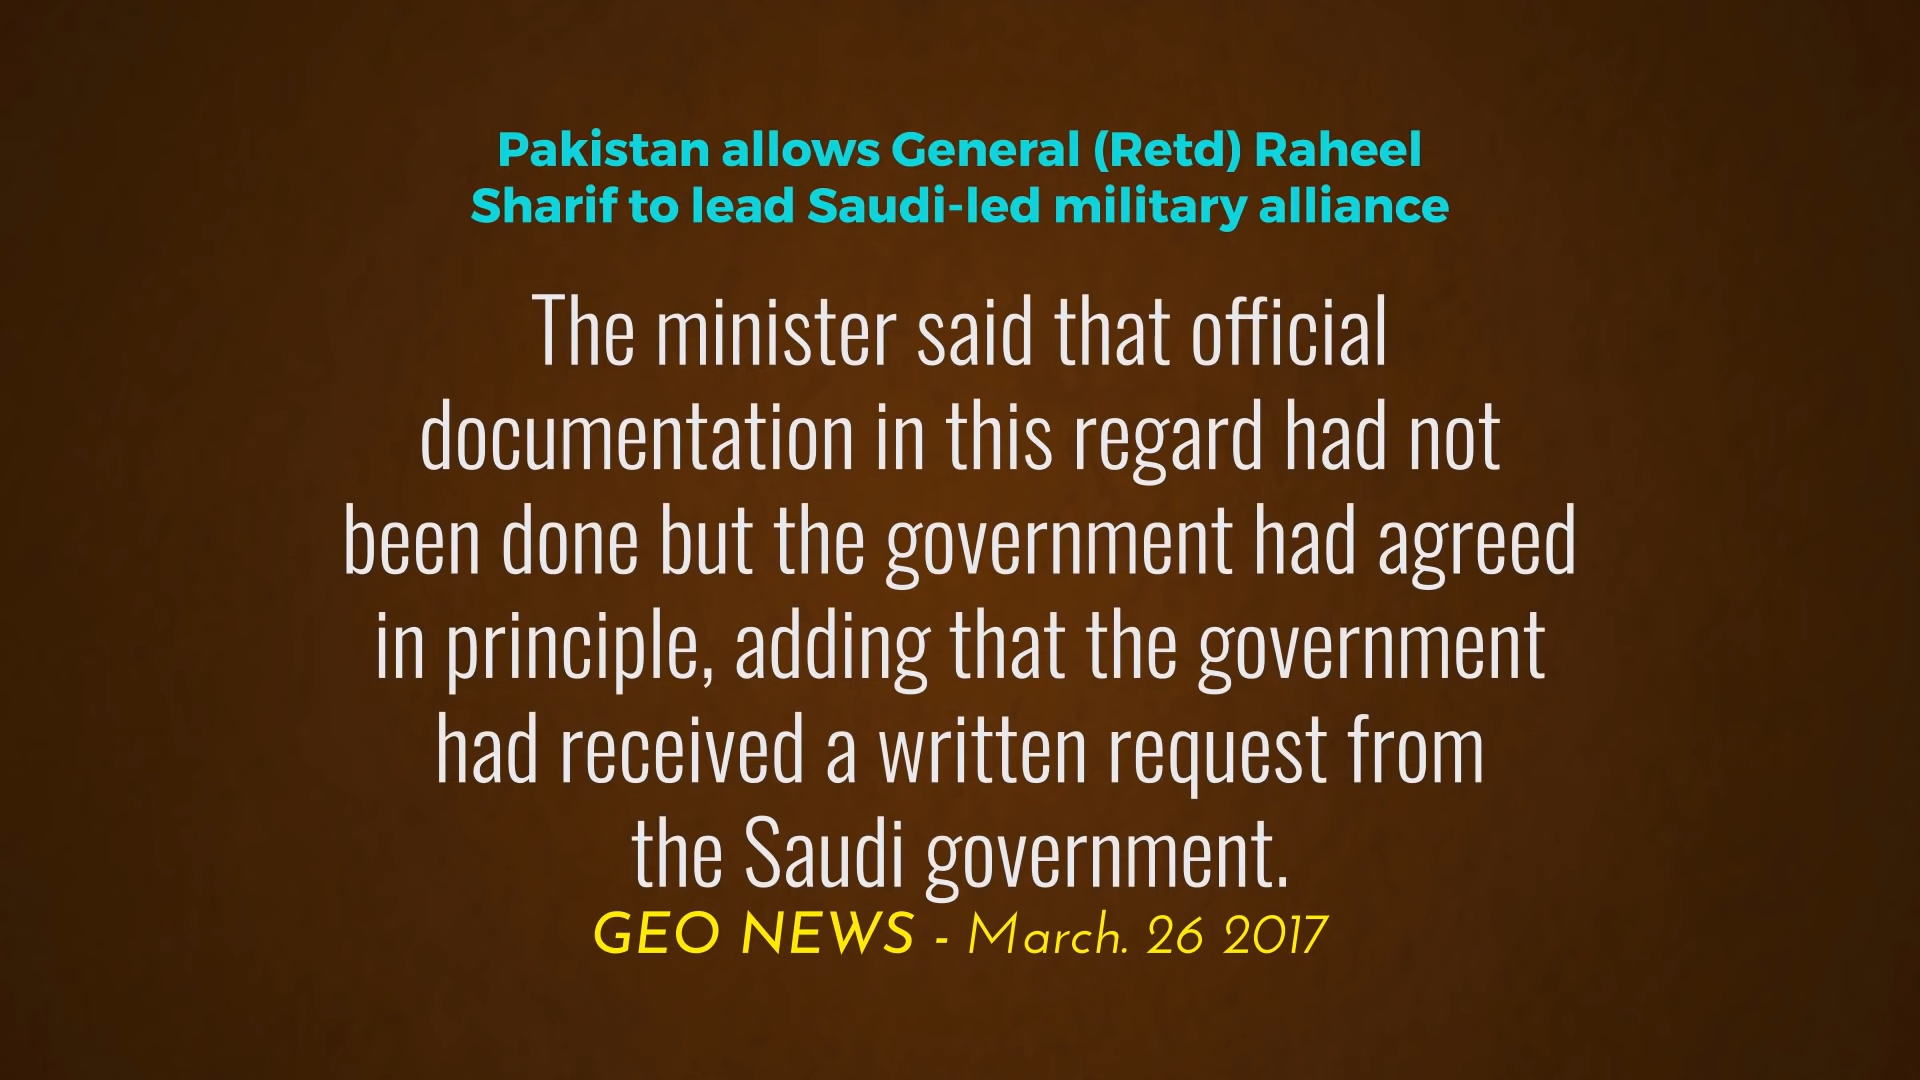 Pakistan allows General (Retd) Raheel
Sharif to lead Saudi-led military alliance
The minister said that official
documentation in this regard had not
been done but the government had agreed
in principle, adding that the government
had received a written request from
the Saudi government.
GEO NEWS - March. 26 2017